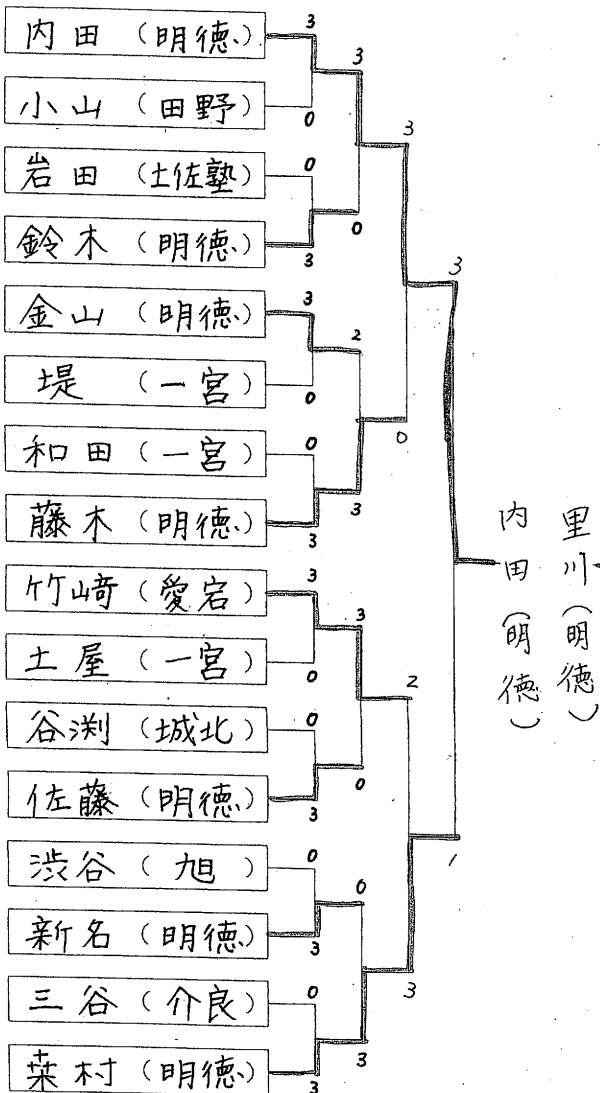 内田（明徳）
小山（田野）
岩田（土佐塾）
鈴木（明徳）
金山（明徳）
堤（一宮）
和田（一宮）
藤木（明徳）
竹﨑（愛宕）
土屋（一宮）
谷渕（城北）
佐藤（明徳）
渋谷（旭）
新名（明徳）
三谷（介良）
桒村（明徳）
3
0
0
3
3
0
0
3
3
0
0
3
0
3
0
3
3
0
2
3
3
0
0
3
3
0
2
3
3
1
里川（明徳）
内田（明徳）